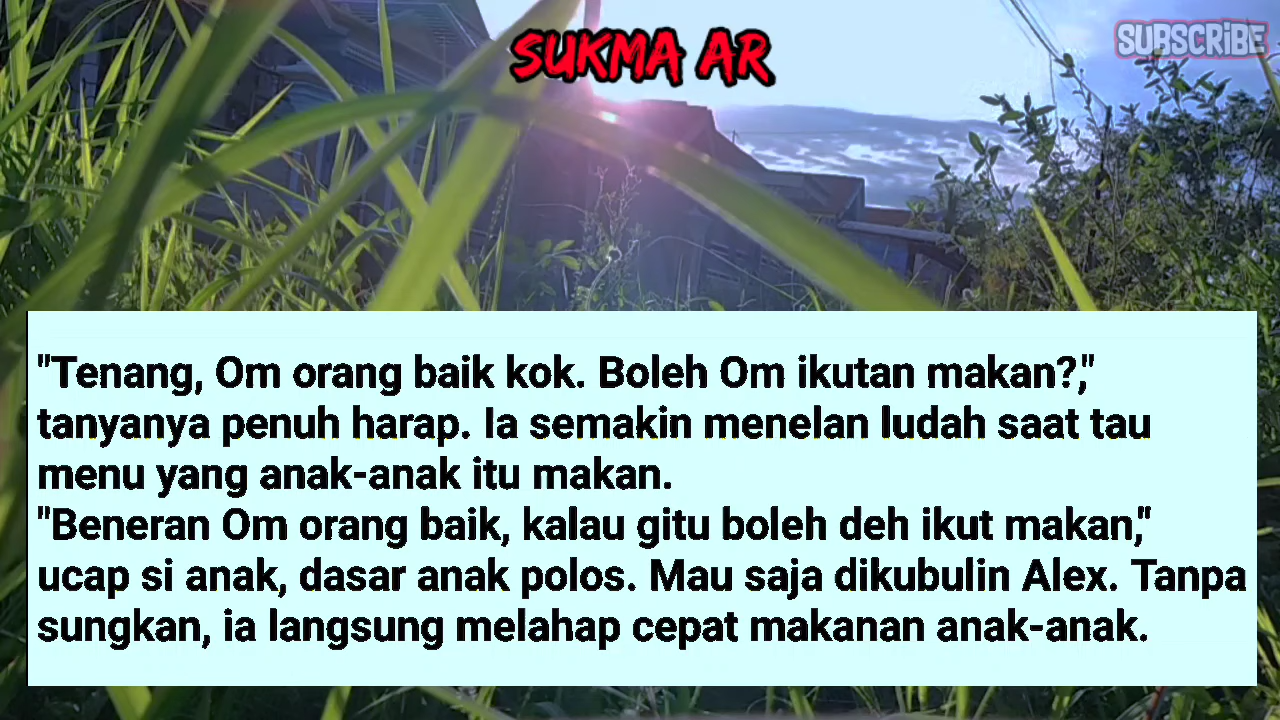 SUKMA AR
SUBSCRiBE
"Tenang, Om orang baik kok. Boleh Om ikutan makan?,"
tanyanya penuh harap. Ia semakin menelan ludah saat tau
menu yang anak-anak itu makan.
"Beneran Om orang baik, kalau gitu boleh deh ikut makan,"
ucap si anak, dasar anak polos. Mau saja dikubulin Alex. Tanpa
sungkan, ia langsung melahap cepat makanan anak-anak.